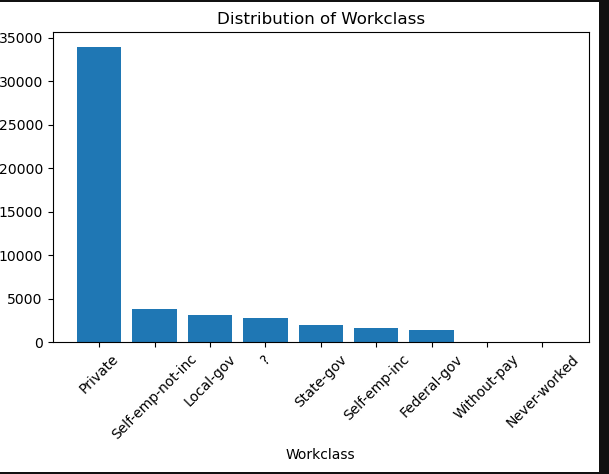 Distribution of Workclass
35000
30000
25000
20000
15000
10000
5000
0
Private
Self-emp-not-inc
Local-gov
?
State-gov
Self-emp-inc
Federal-gov
Without-pay
Never-worked
Workclass